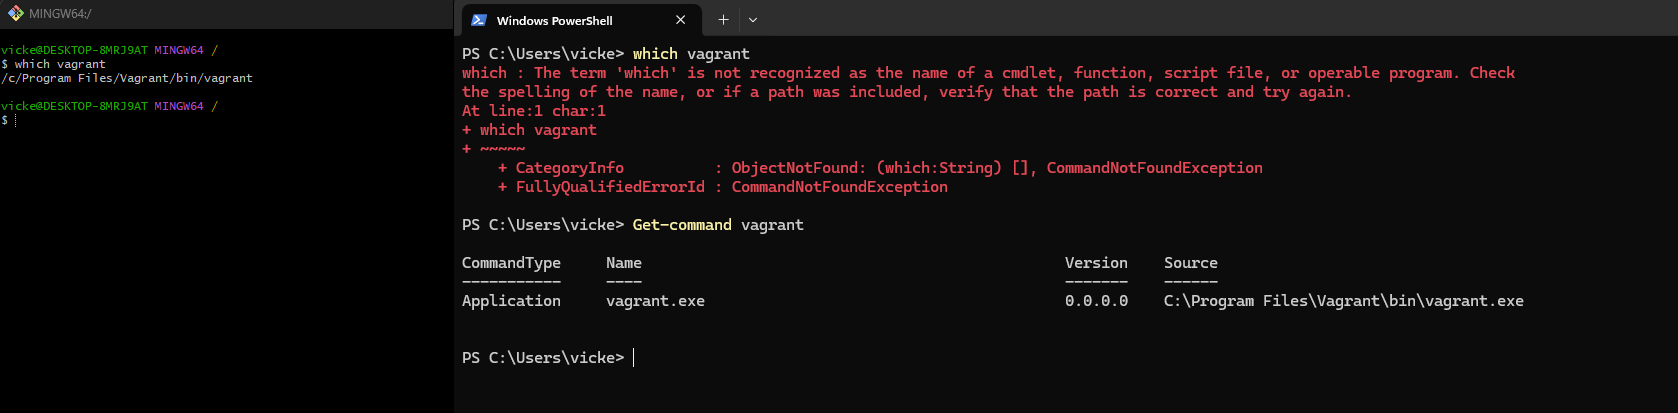 MINGW64:/
vicke@DESKTOP-8MRJ9AT MINGW64 /
$ which vagrant
/c/Program Files/Vagrant/bin/vagrant
vicke@DESKTOP-8MRJ9AT MINGW64 /
$
Windows PowerShell
PS C:\Users\vicke> which vagrant
which : The term 'which' is not recognized as the name of a cmdlet, function, script file, or operable program. Check
the spelling of the name, or if a path was included, verify that the path is correct and try again.
At line:1 char:1
+ which vagrant
+ ~~~~~
    + CategoryInfo          : ObjectNotFound: (which:String) [], CommandNotFoundException
    + FullyQualifiedErrorId : CommandNotFoundException
PS C:\Users\vicke> Get-command vagrant
CommandType     Name                                               Version    Source
-----------     ----                                               -------    ------
Application     vagrant.exe                                        0.0.0.0    C:\Program Files\Vagrant\bin\vagrant.exe
PS C:\Users\vicke>